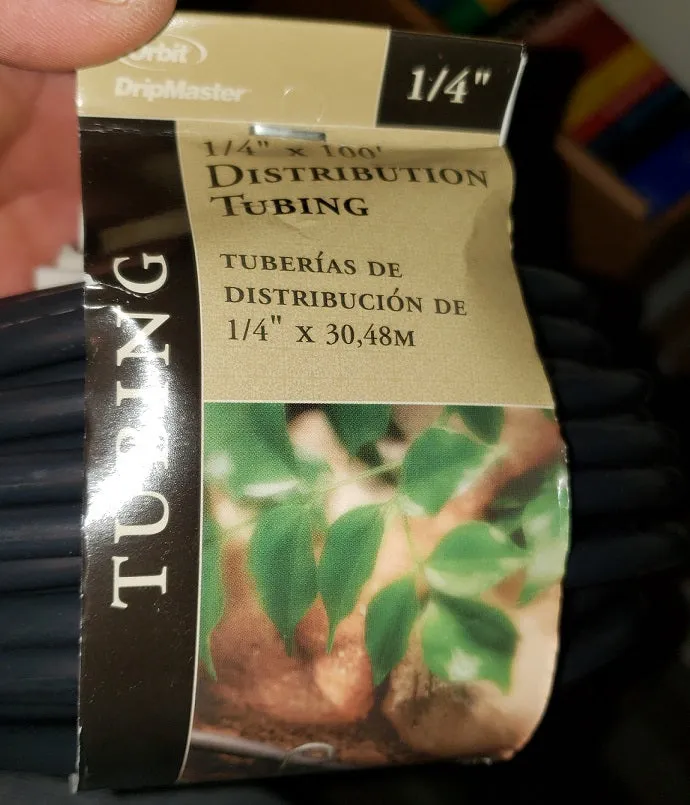 Orbit
DripMaster
1/4"
1/4" x 100'
DISTRIBUTION
TUBING
TUBERÍAS DE
DISTRIBUCIÓN DE
1/4" X 30,48M
TUBING